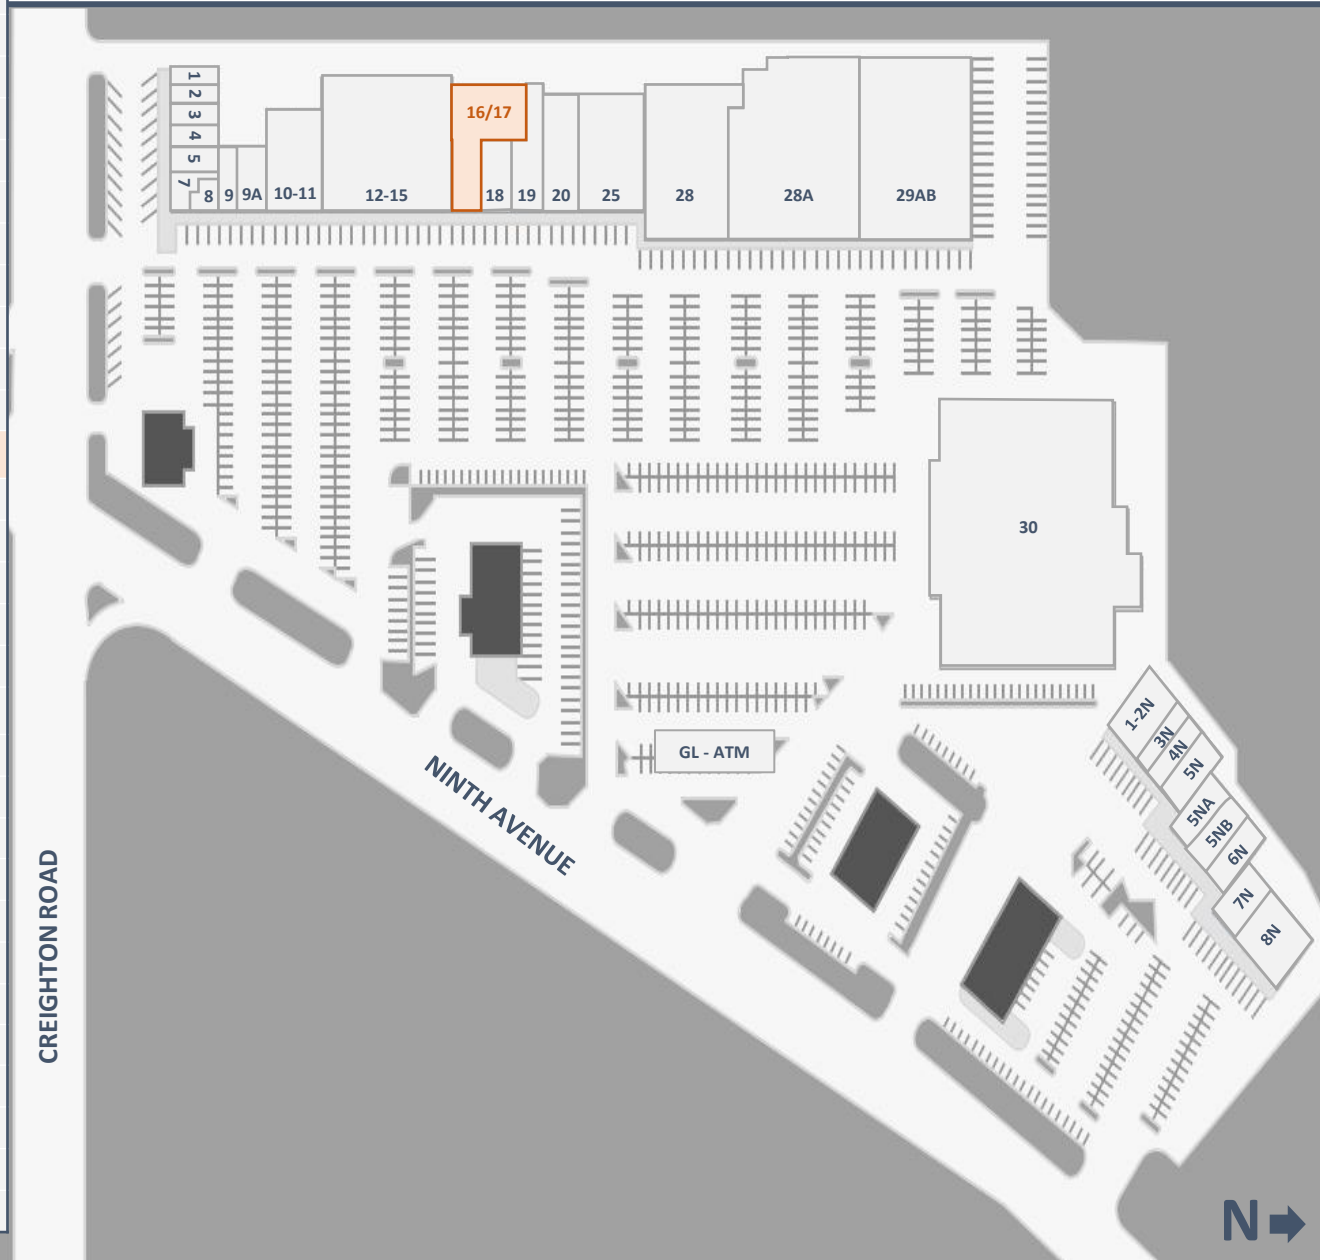 1
2
3
4
5
7
8
9
9A
10-11
12-15
16/17
18
19
20
25
28
28A
29AB
30
1-2N
3N
4N
5N
5NA
5NB
6N
7N
8N
GL - ATM
NINTH AVENUE
CREIGHTON ROAD
N